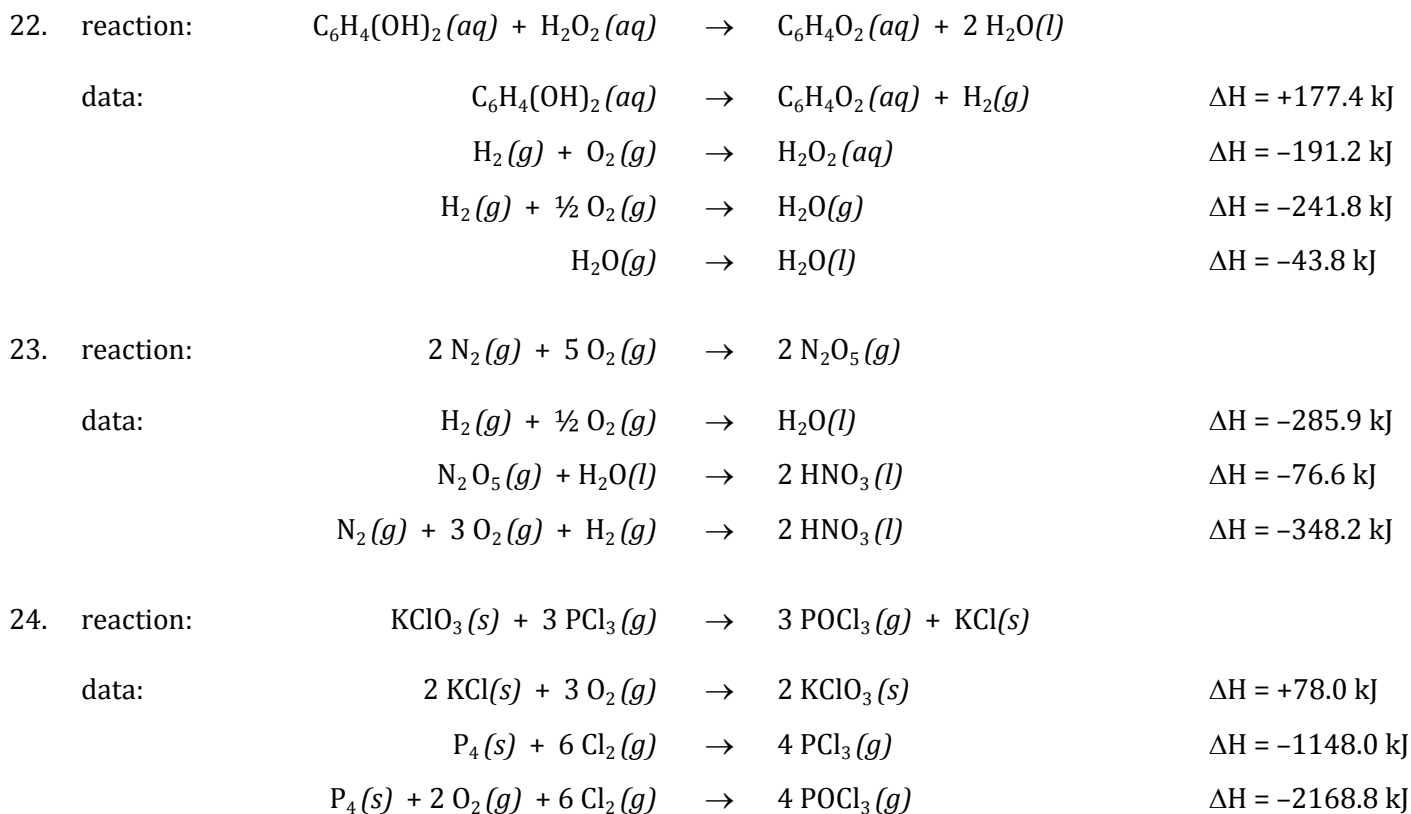 22. reaction: C₆H₄(OH)₂(aq) + H₂O₂(aq) → C₆H₄O₂(aq) + 2 H₂O(l)
data: C₆H₄(OH)₂(aq) → C₆H₄O₂(aq) + H₂(g) ΔH = +177.4 kJ
H₂(g) + O₂(g) → H₂O₂(aq) ΔH = –191.2 kJ
H₂(g) + ½ O₂(g) → H₂O(g) ΔH = –241.8 kJ
H₂O(g) → H₂O(l) ΔH = –43.8 kJ
23. reaction: 2 N₂(g) + 5 O₂(g) → 2 N₂O₅(g)
data: H₂(g) + ½ O₂(g) → H₂O(l) ΔH = –285.9 kJ
N₂O₅(g) + H₂O(l) → 2 HNO₃(l) ΔH = –76.6 kJ
N₂(g) + 3 O₂(g) + H₂(g) → 2 HNO₃(l) ΔH = –348.2 kJ
24. reaction: KClO₃(s) + 3 PCl₃(g) → 3 POCl₃(g) + KCl(s)
data: 2 KCl(s) + 3 O₂(g) → 2 KClO₃(s) ΔH = +78.0 kJ
P₄(s) + 6 Cl₂(g) → 4 PCl₃(g) ΔH = –1148.0 kJ
P₄(s) + 2 O₂(g) + 6 Cl₂(g) → 4 POCl₃(g) ΔH = –2168.8 kJ